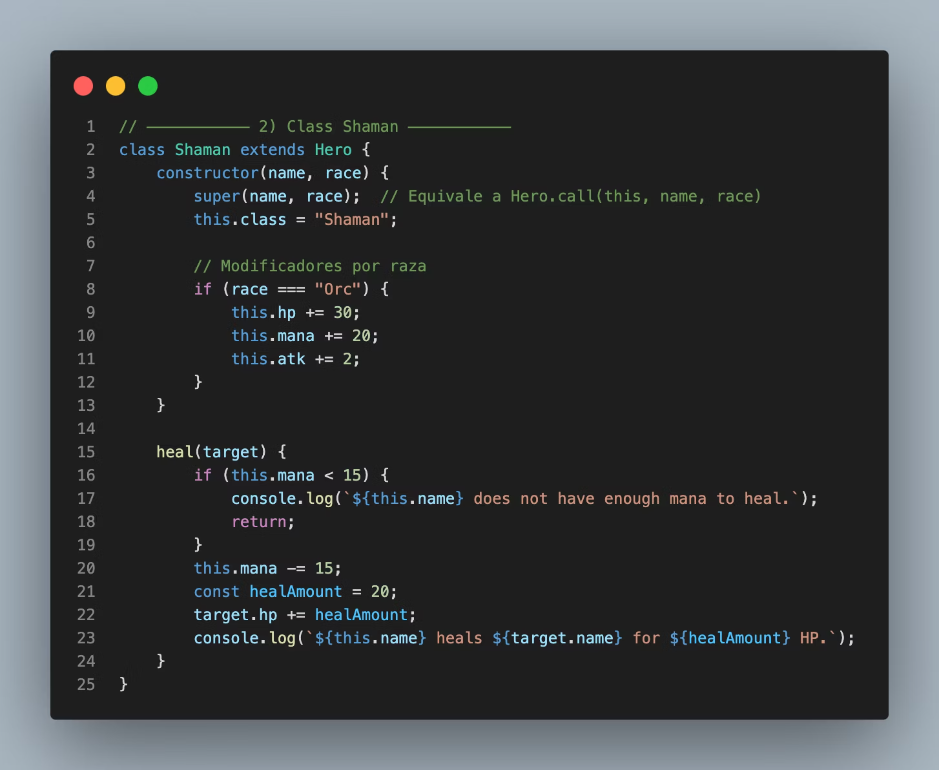 1 // ——————————— 2) Class Shaman ———————————
2 class Shaman extends Hero {
3     constructor(name, race) {
4         super(name, race);  // Equivale a Hero.call(this, name, race)
5         this.class = "Shaman";
6
7         // Modificadores por raza
8         if (race === "Orc") {
9             this.hp += 30;
10             this.mana += 20;
11             this.atk += 2;
12         }
13     }
14
15     heal(target) {
16         if (this.mana < 15) {
17             console.log(`${this.name} does not have enough mana to heal.`);
18             return;
19         }
20         this.mana -= 15;
21         const healAmount = 20;
22         target.hp += healAmount;
23         console.log(`${this.name} heals ${target.name} for ${healAmount} HP.`);
24     }
25 }